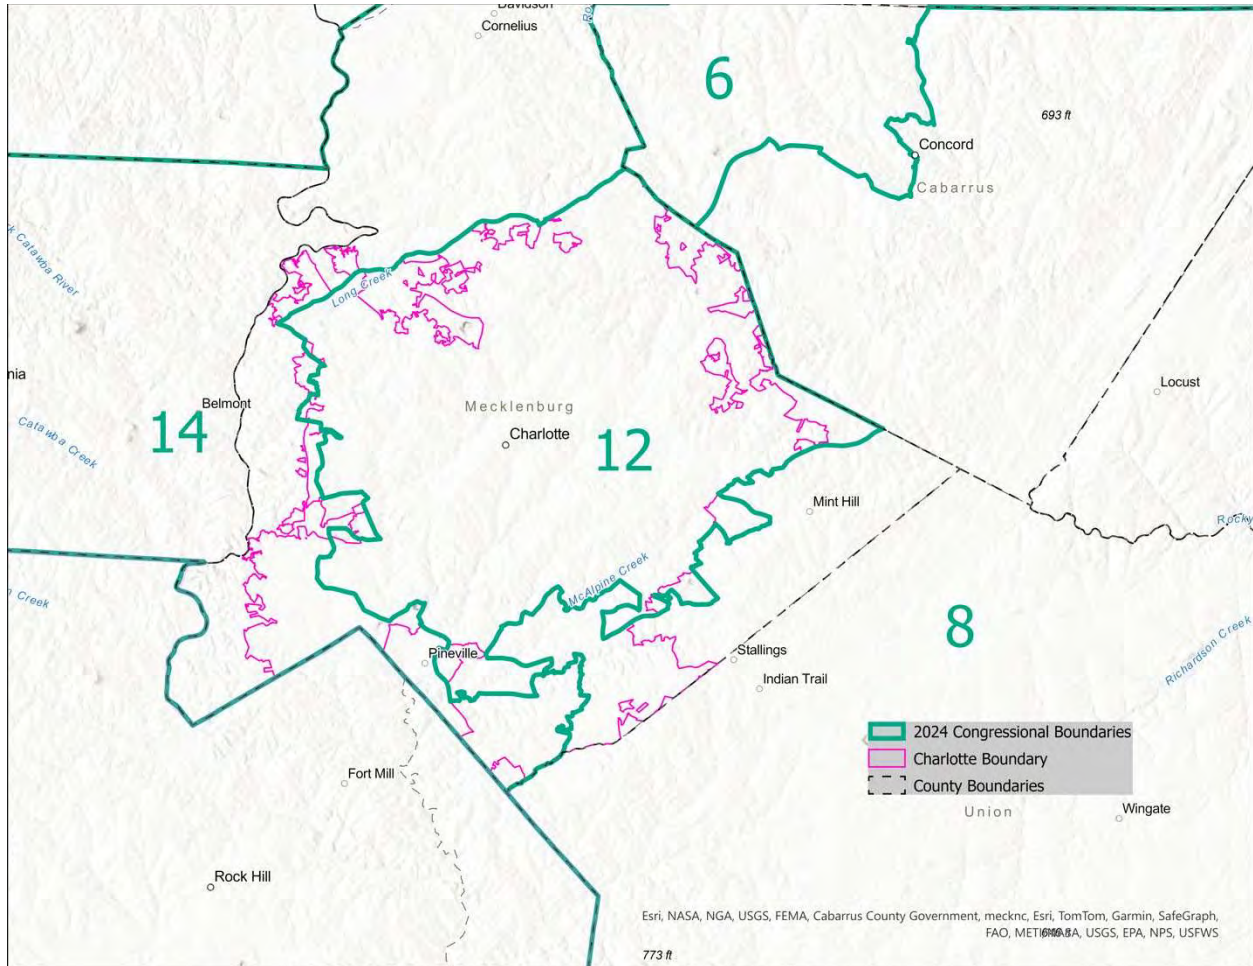 Davidson
Cornelius
6
693 ft
Concord
Cabarrus
k Catawba River
Long Creek
nia
Belmont
14
Mecklenburg
Charlotte
12
Locust
Catawba Creek
Mint Hill
Rocky
McAlpine Creek
n Creek
8
Richardson Creek
Pineville
Stallings
Indian Trail
2024 Congressional Boundaries
Charlotte Boundary
County Boundaries
Fort Mill
Union
Wingate
Rock Hill
Esri, NASA, NGA, USGS, FEMA, Cabarrus County Government, mecknc, Esri, TomTom, Garmin, SafeGraph,
USGS, EPA, NPS, USFWS
773 ft